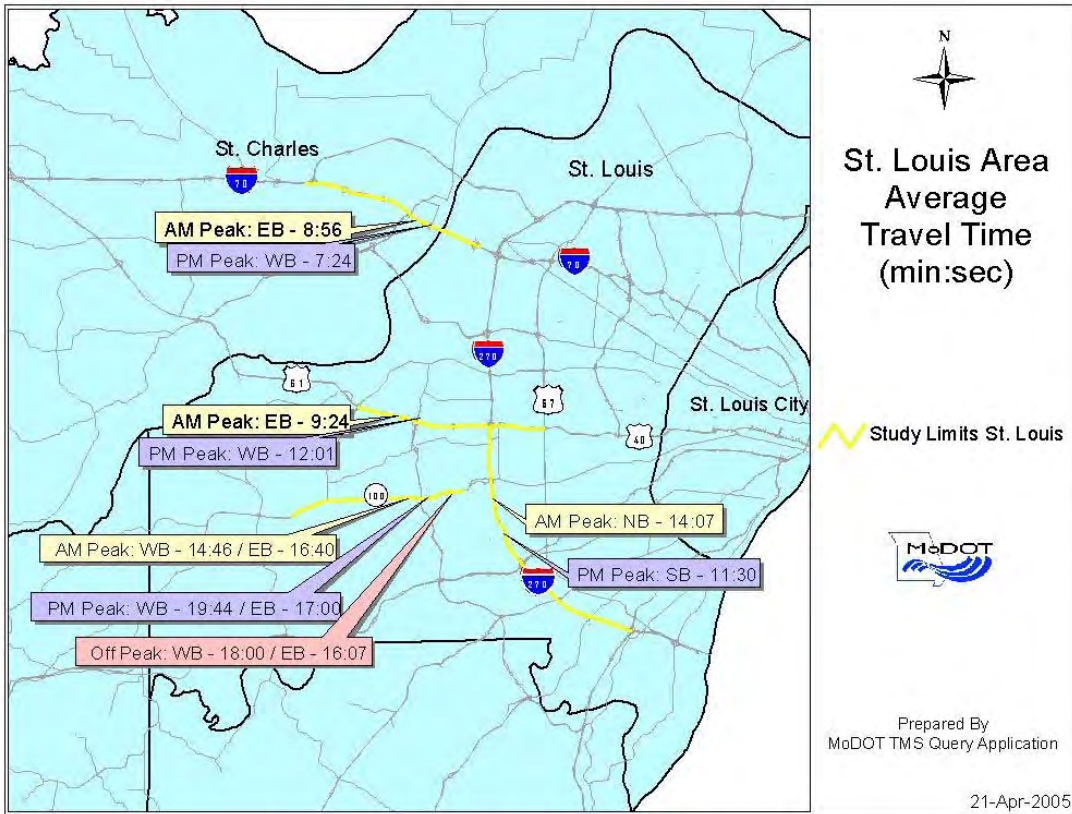 St. Charles
70
St. Louis
AM Peak: EB - 8:56
PM Peak: WB - 7:24
70
270
61
67
St. Louis City
AM Peak: EB - 9:24
40
PM Peak: WB - 12:01
100
AM Peak: NB - 14:07
AM Peak: WB - 14:46 / EB - 16:40
PM Peak: SB - 11:30
270
PM Peak: WB - 19:44 / EB - 17:00
Off Peak: WB - 18:00 / EB - 16:07
N
St. Louis Area
Average
Travel Time
(min:sec)
Study Limits St. Louis
MoDOT
Prepared By
MoDOT TMS Query Application
21-Apr-2005